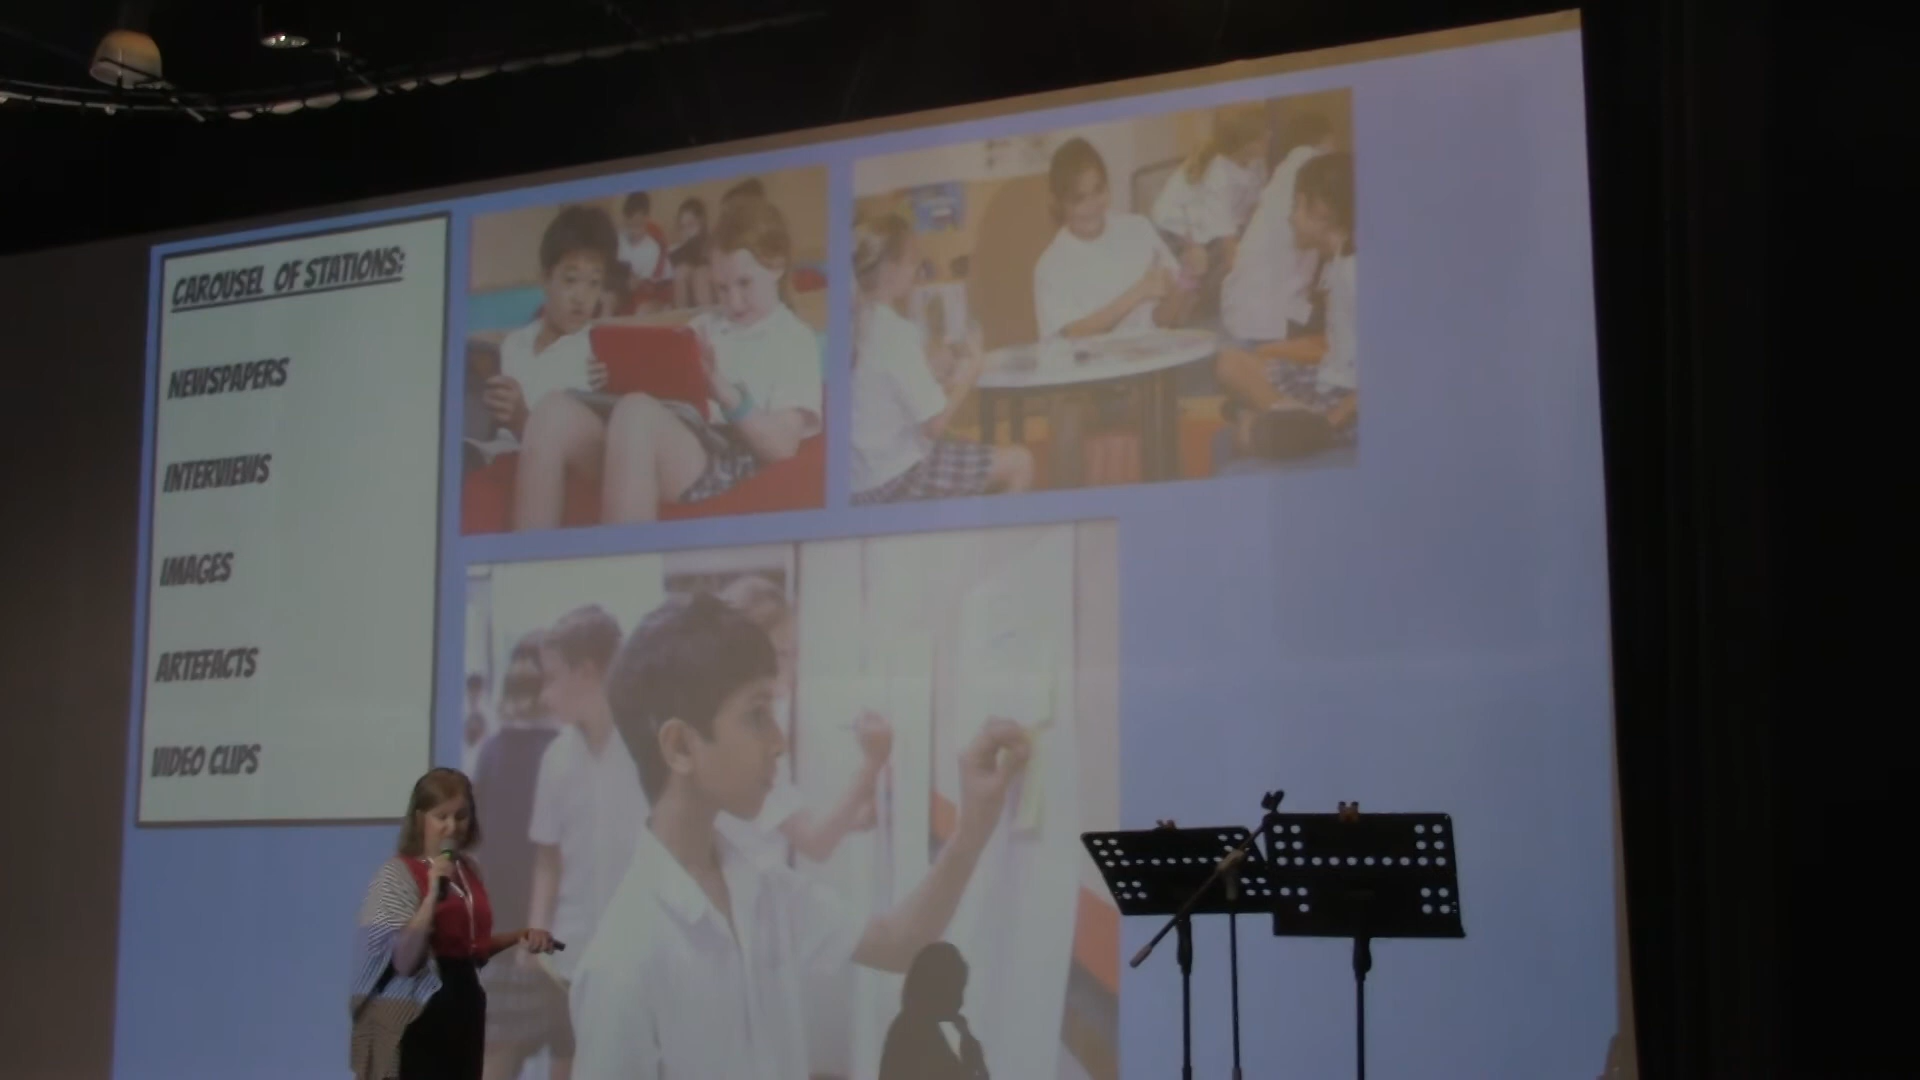 CAROUSEL OF STATIONS:
NEWSPAPERS
INTERVIEWS
IMAGES
ARTEFACTS
VIDEO CLIPS